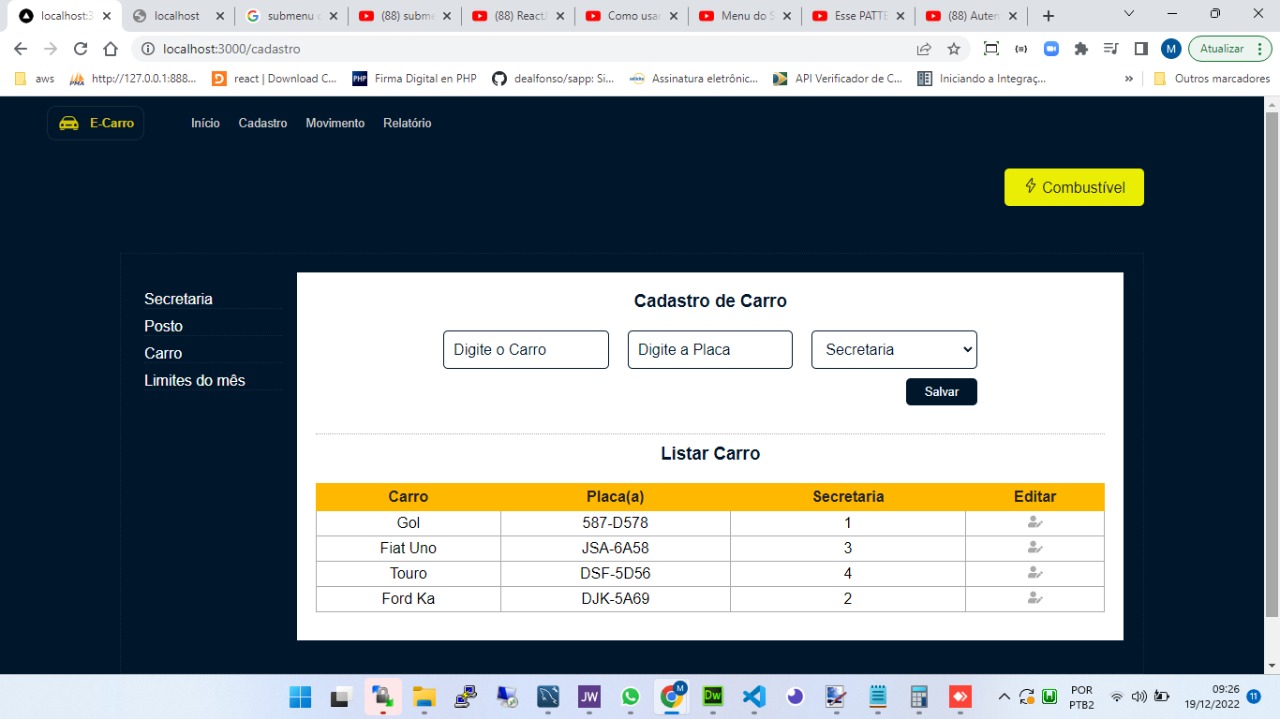 localhost:3
localhost
submenu c
(88) subme
(88) ReactJ
Como usar
Menu do S
Esse PATTE
(88) Auten
localhost:3000/cadastro
M
Atualizar
aws
http://127.0.0.1:888...
react | Download C...
PHP
Firma Digital en PHP
dealfonso/sapp: Si...
Assinatura eletrônic...
API Verificador de C...
Iniciando a Integraç...
»
Outros marcadores
E-Carro
Início
Cadastro
Movimento
Relatório
Combustível
Secretaria
Posto
Carro
Limites do mês
Cadastro de Carro
Digite o Carro
Digite a Placa
Secretaria
Salvar
Listar Carro
Carro Placa(a) Secretaria Editar
Gol 587-D578 1
Fiat Uno JSA-6A58 3
Touro DSF-5D56 4
Ford Ka DJK-5A69 2
JW
M
Dw
POR
PTB2
09:26
19/12/2022
11